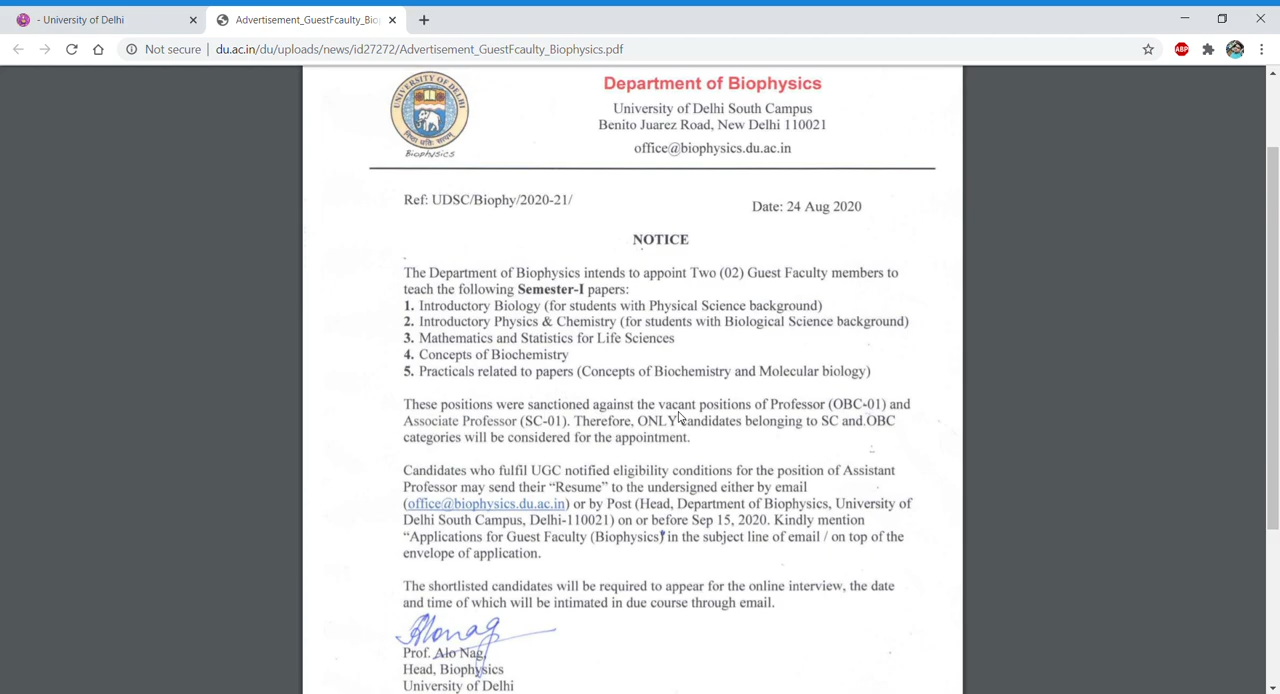 - University of Delhi
Advertisement_GuestFcaulty_Bio
Not secure
du.ac.in/du/uploads/news/id27272/Advertisement_GuestFcaulty_Biophysics.pdf
ABP
UNIVERSITY OF DELHI
Biophysics
Department of Biophysics
University of Delhi South Campus
Benito Juarez Road, New Delhi 110021
office@biophysics.du.ac.in
Ref: UDSC/Biophy/2020-21/
Date: 24 Aug 2020
NOTICE
The Department of Biophysics intends to appoint Two (02) Guest Faculty members to
teach the following Semester-I papers:
1. Introductory Biology (for students with Physical Science background)
2. Introductory Physics & Chemistry (for students with Biological Science background)
3. Mathematics and Statistics for Life Sciences
4. Concepts of Biochemistry
5. Practicals related to papers (Concepts of Biochemistry and Molecular biology)
These positions were sanctioned against the vacant positions of Professor (OBC-01) and
Associate Professor (SC-01). Therefore, ONLY candidates belonging to SC and OBC
categories will be considered for the appointment.
Candidates who fulfil UGC notified eligibility conditions for the position of Assistant
Professor may send their “Resume” to the undersigned either by email
(office@biophysics.du.ac.in) or by Post (Head, Department of Biophysics, University of
Delhi South Campus, Delhi-110021) on or before Sep 15, 2020. Kindly mention
“Applications for Guest Faculty (Biophysics)” in the subject line of email / on top of the
envelope of application.
The shortlisted candidates will be required to appear for the online interview, the date
and time of which will be intimated in due course through email.
Prof. Alo Nag,
Head, Biophysics
University of Delhi